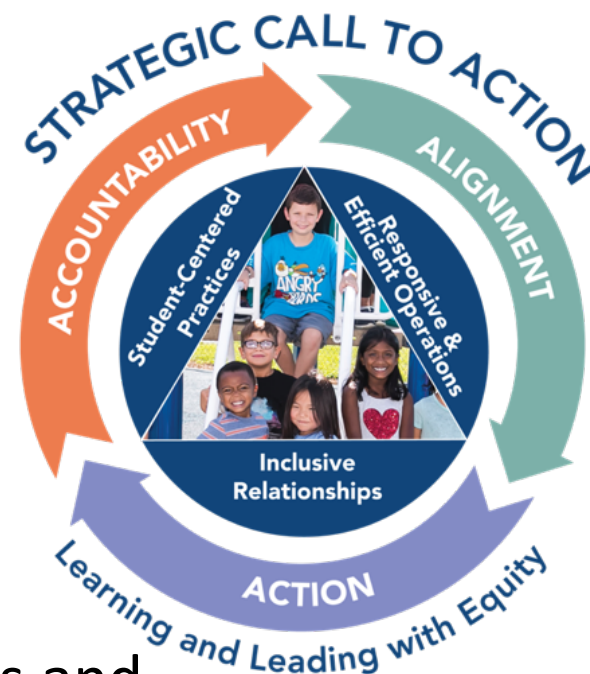 STRATEGIC CALL TO ACTION
ACCOUNTABILITY
ALIGNMENT
Student-Centered
Practices
Responsive &
Efficient Operations
ANGRY
Inclusive
Relationships
ACTION
Learning and Leading with Equity
s and